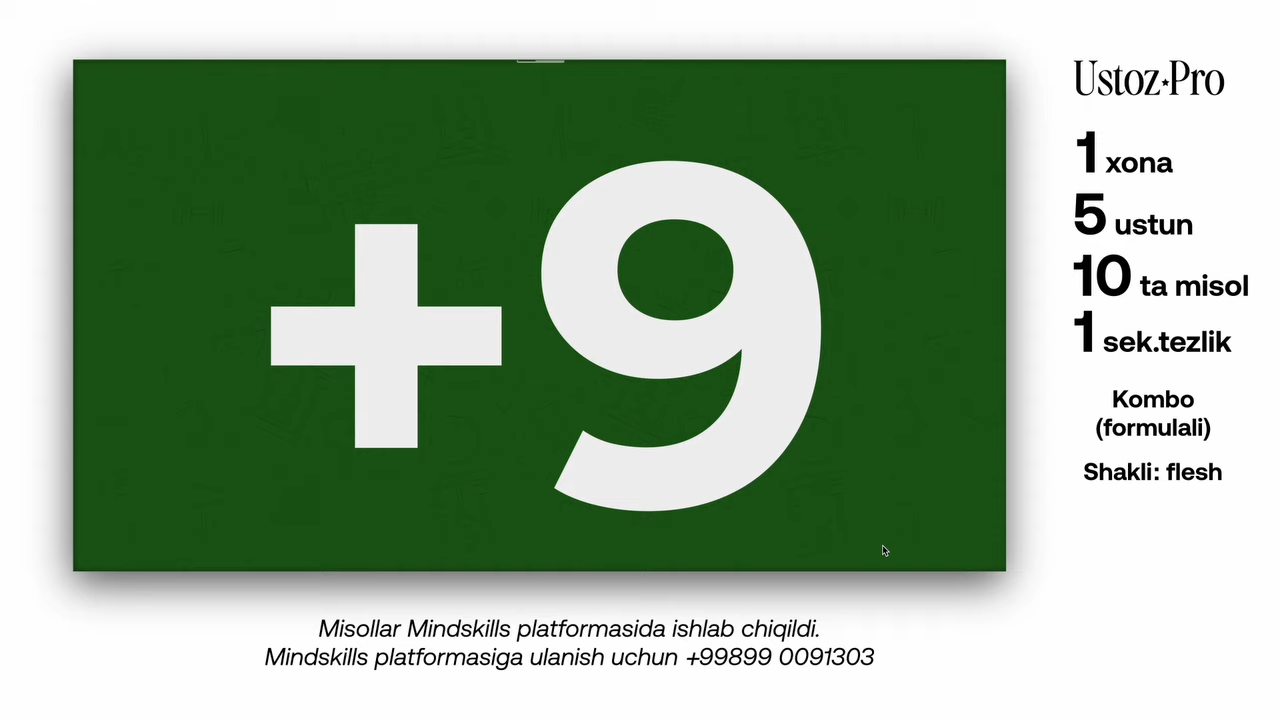 +9
Ustoz Pro
1 xona
5 ustun
10 ta misol
1 sek.tezlik
Kombo
(formulali)
Shakli: flesh
Misollar Mindskills platformasida ishlab chiqildi.
Mindskills platformasiga ulanish uchun +99899 0091303